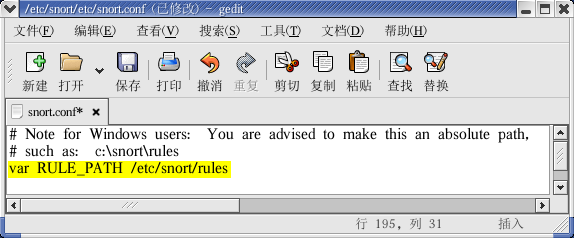 /etc/snort/etc/snort.conf (已修改) - gedit
文件(F) 编辑(E) 查看(V) 搜索(S) 工具(T) 文档(D) 帮助(H)
新建 打开 保存 打印 撤消 重复 剪切 复制 粘贴 查找 替换
snort.conf*
# Note for Windows users:  You are advised to make this an absolute path,
# such as:  c:\snort\rules
var RULE_PATH /etc/snort/rules
行 195, 列 31 插入